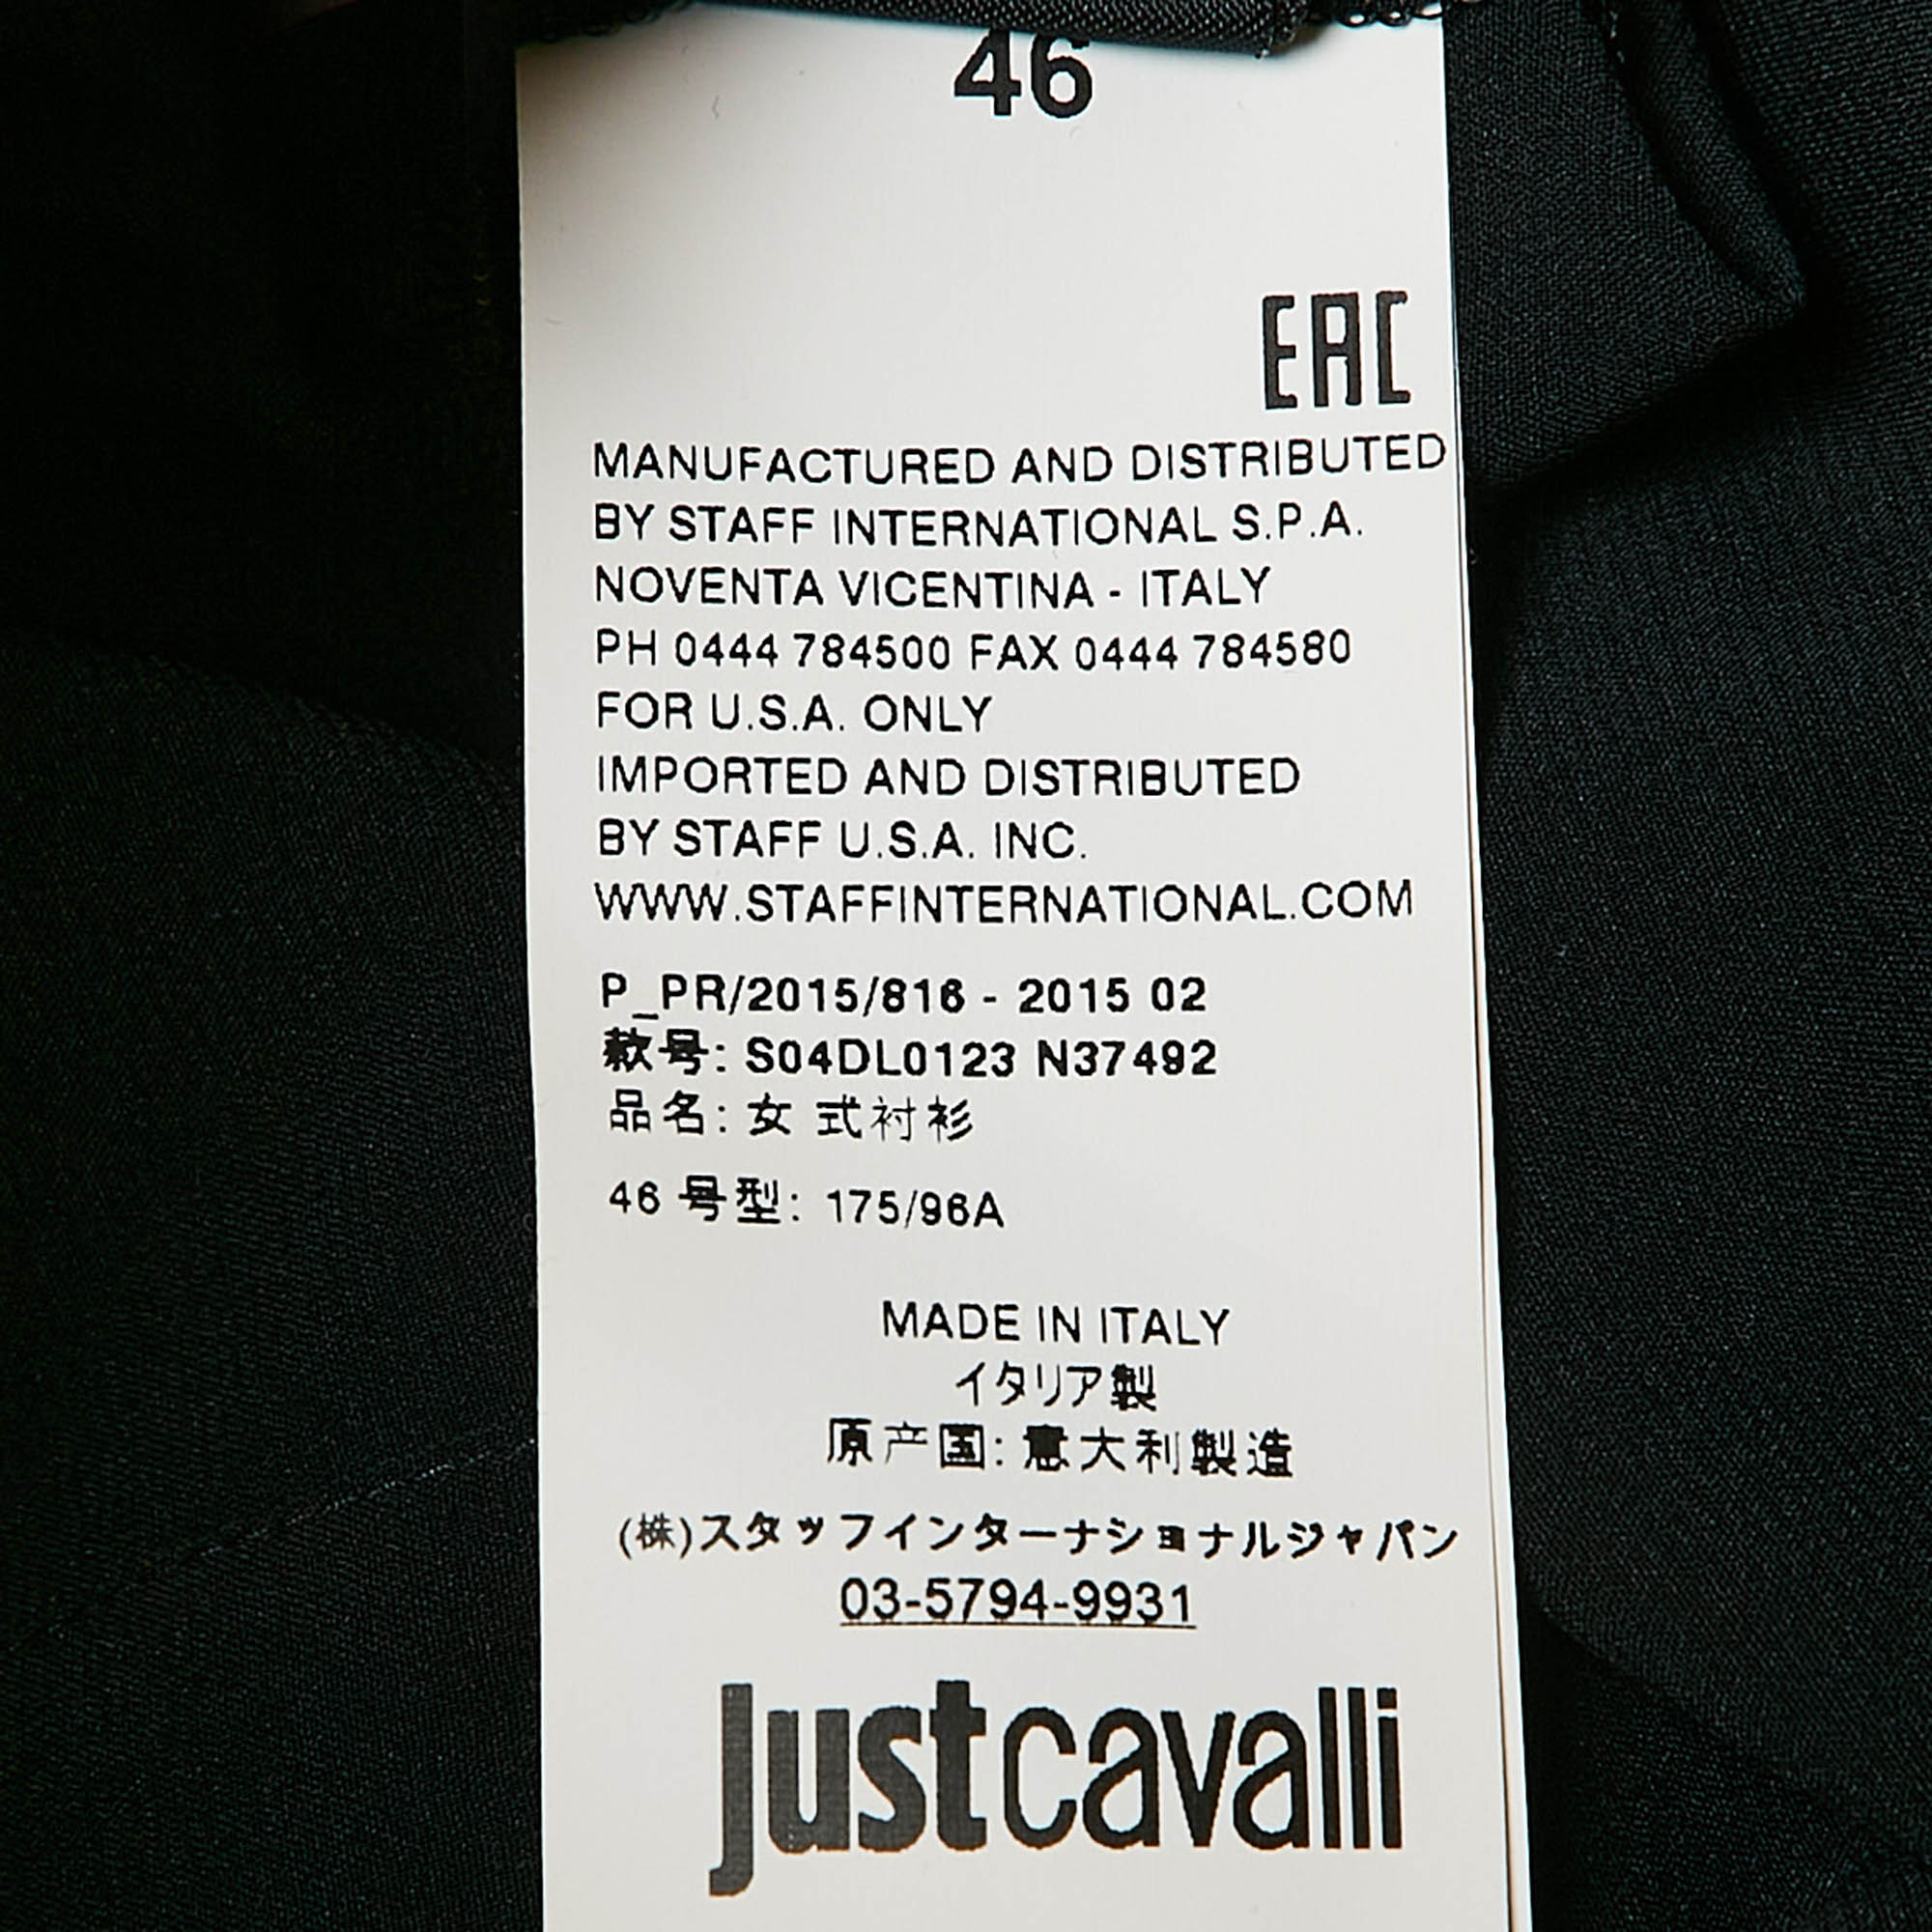 46
EAC
MANUFACTURED AND DISTRIBUTED
BY STAFF INTERNATIONAL S.P.A.
NOVENTA VICENTINA - ITALY
PH 0444 784500 FAX 0444 784580
FOR U.S.A. ONLY
IMPORTED AND DISTRIBUTED
BY STAFF U.S.A. INC.
WWW.STAFFINTERNATIONAL.COM
P_PR/2015/816 - 2015 02
款号: S04DL0123 N37492
品名: 女 式衬衫
46 号型: 175/96A
MADE IN ITALY
イタリア製
原产国: 意大利製造
(株)スタッフインターナショナルジャパン
03-5794-9931
justcavalli